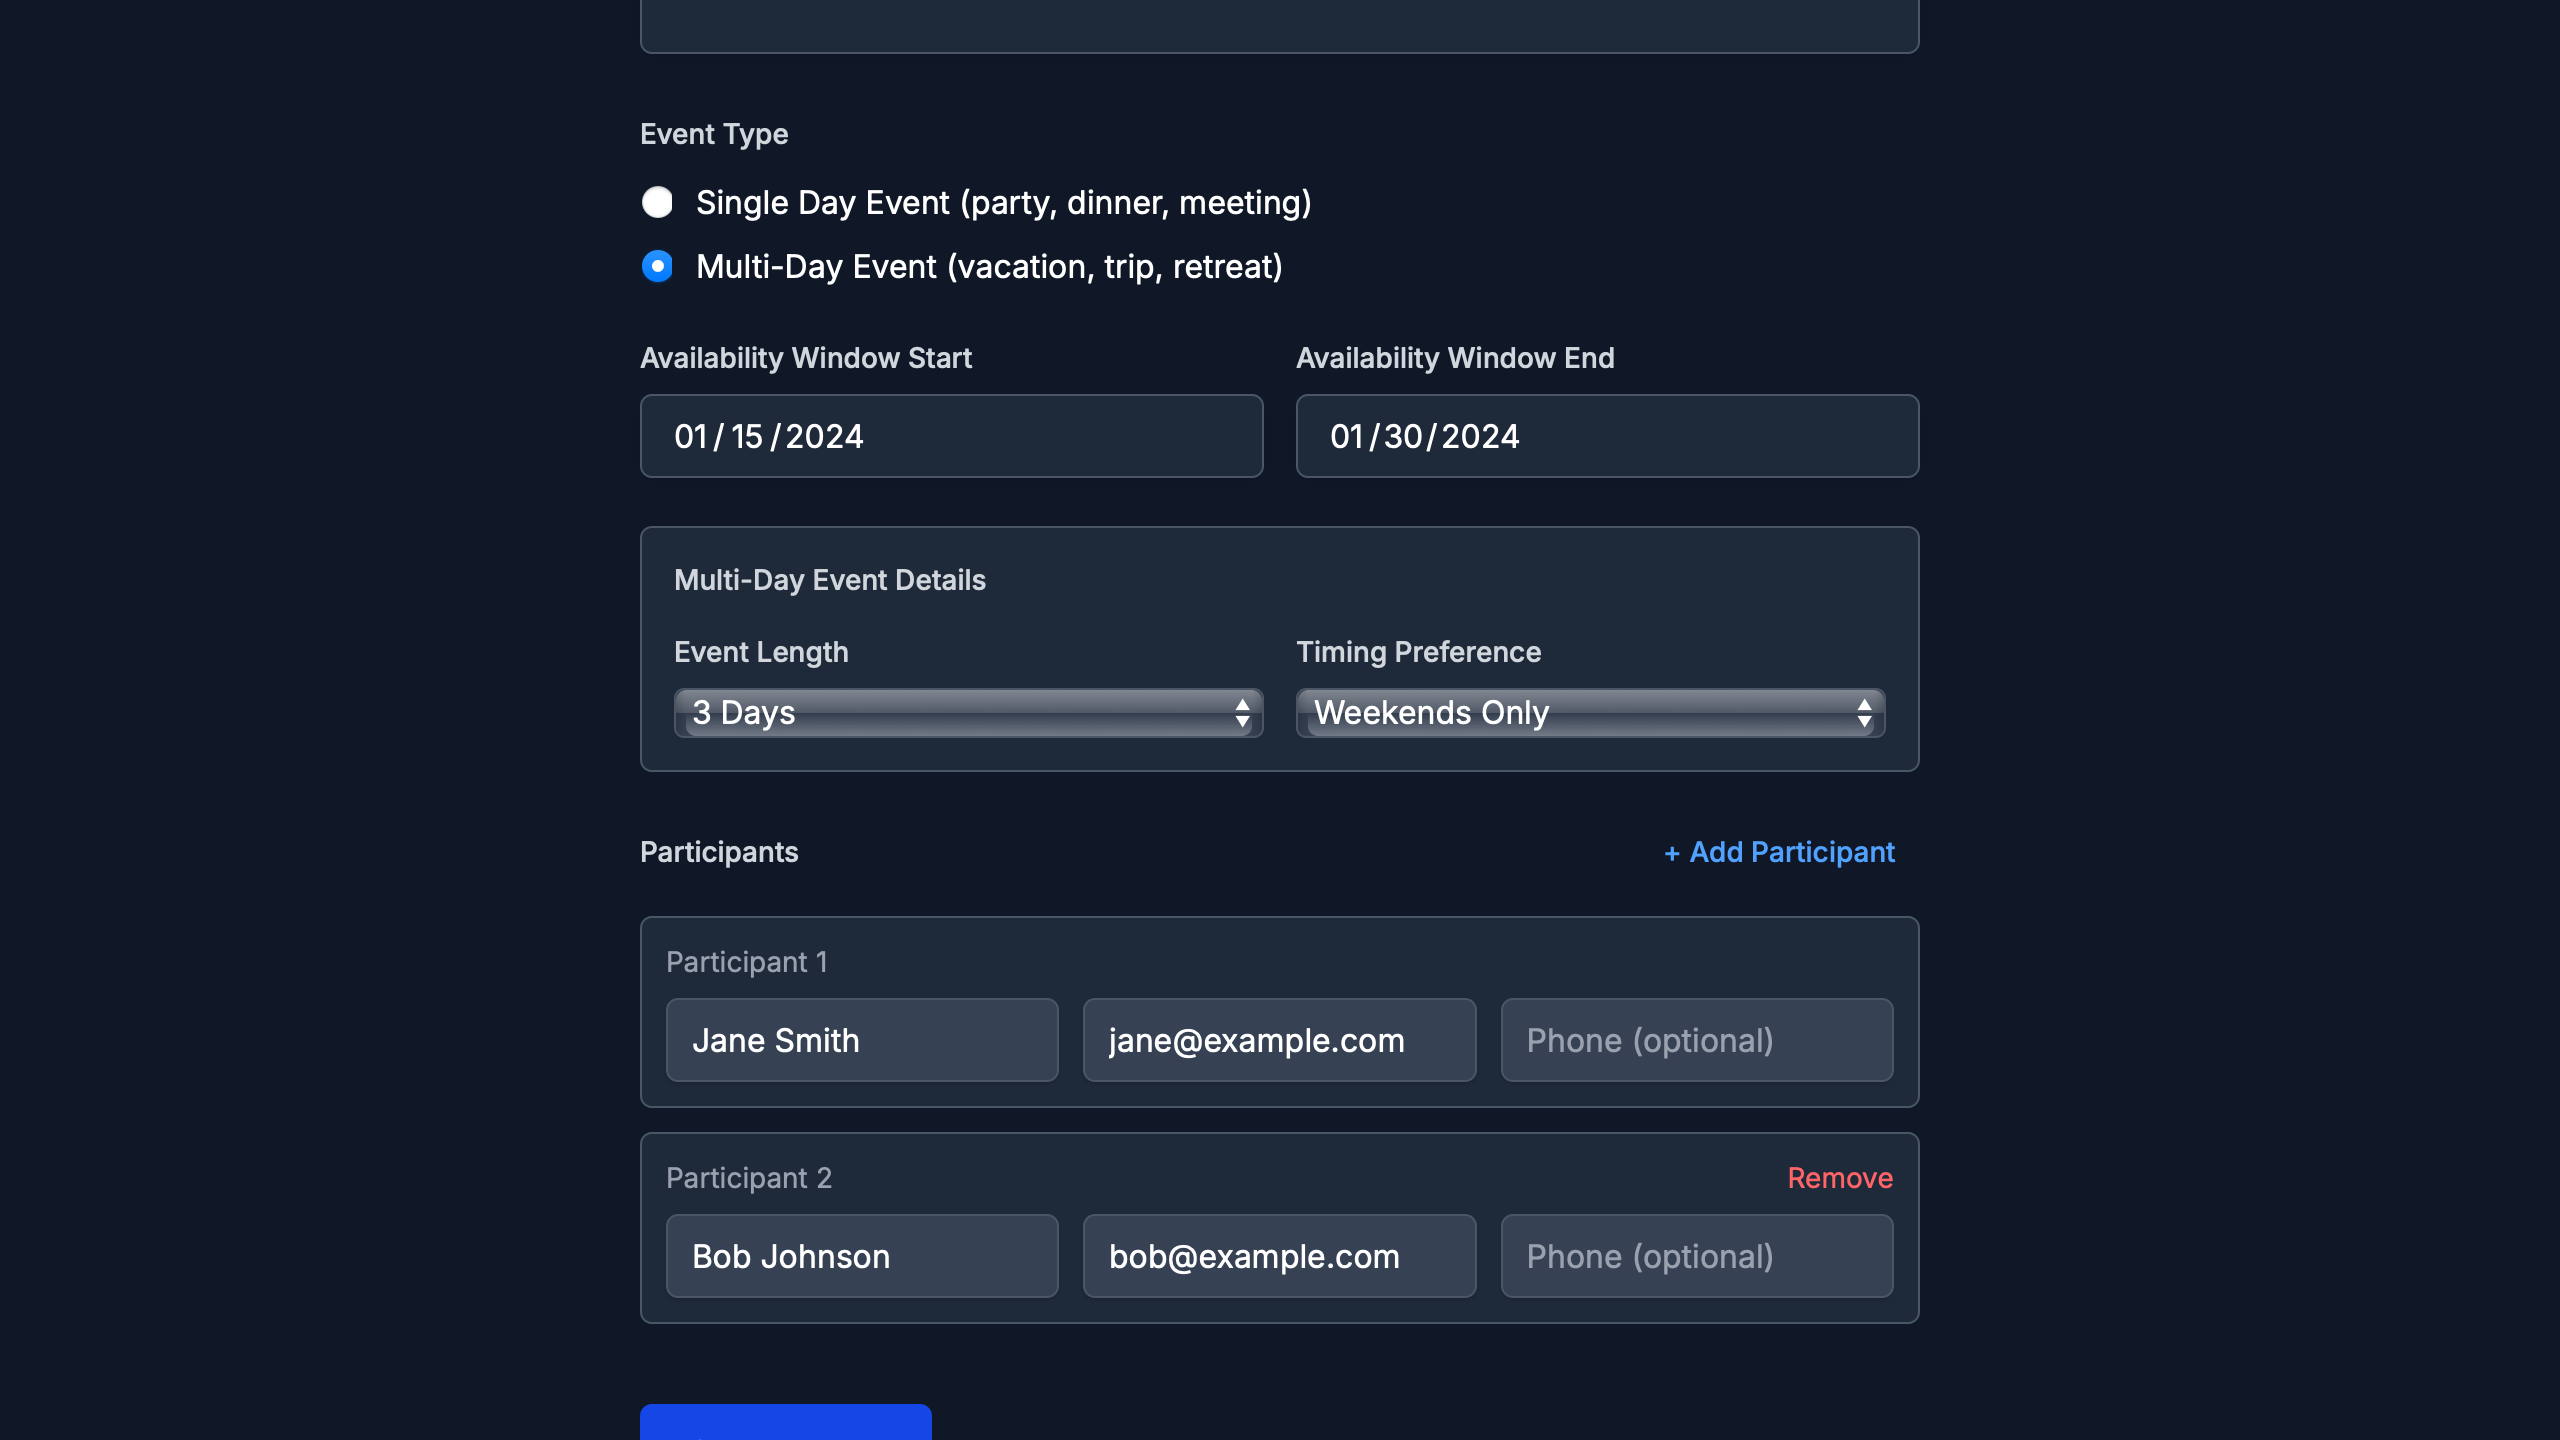 Event Type
Single Day Event (party, dinner, meeting)
Multi-Day Event (vacation, trip, retreat)
Availability Window Start
Availability Window End
01/15/2024
01/30/2024
Multi-Day Event Details
Event Length
Timing Preference
3 Days
Weekends Only
Participants
+ Add Participant
Participant 1
Jane Smith
jane@example.com
Phone (optional)
Participant 2
Remove
Bob Johnson
bob@example.com
Phone (optional)